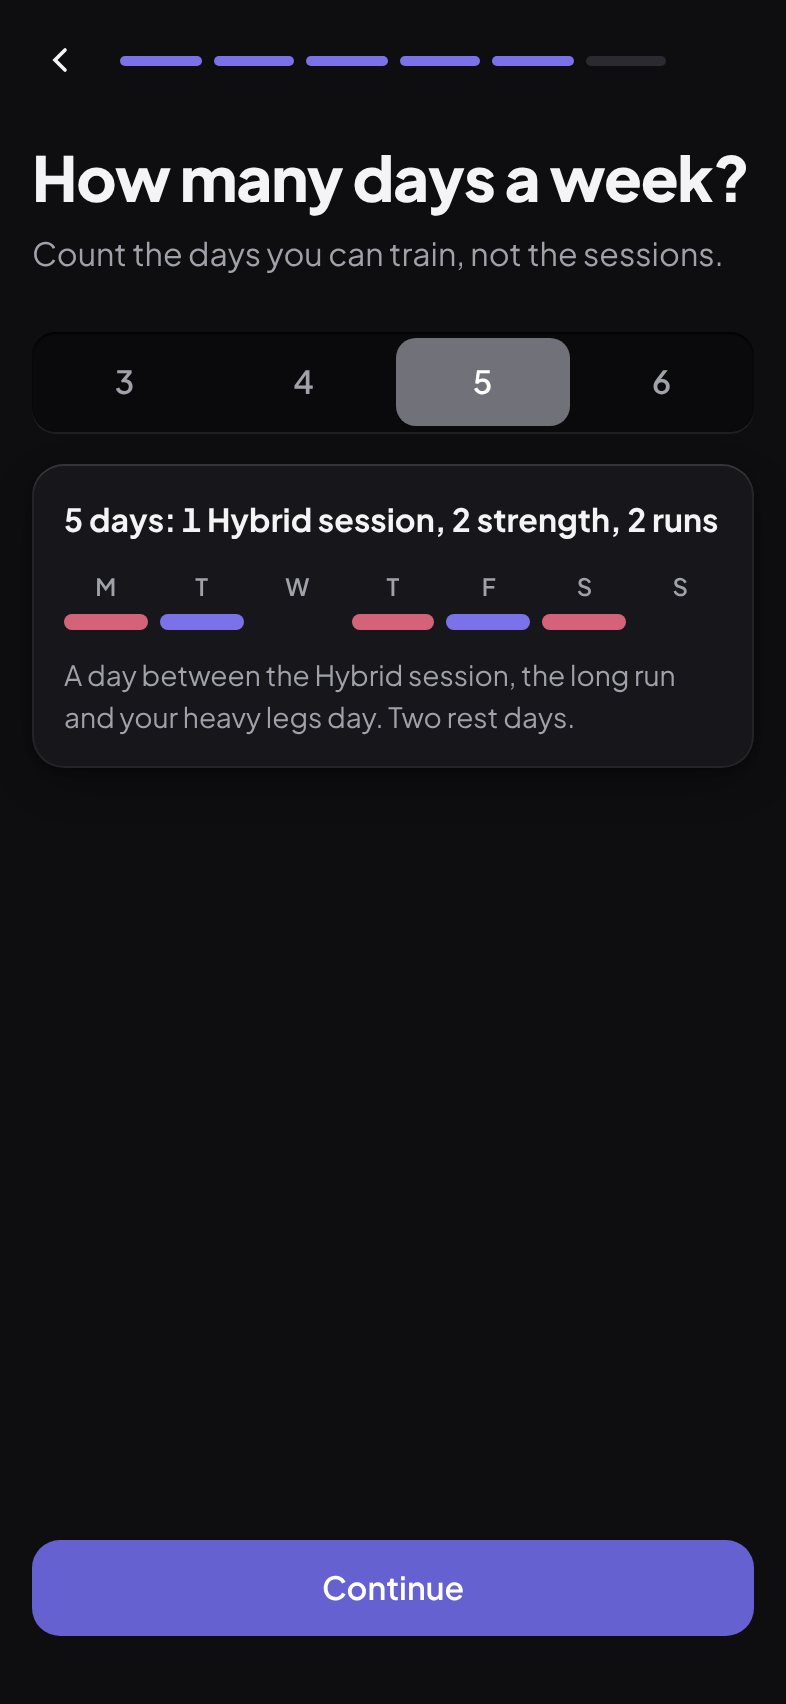 How many days a week?
Count the days you can train, not the sessions.
3 4 5 6
5 days: 1 Hybrid session, 2 strength, 2 runs
M T W T F S S
A day between the Hybrid session, the long run
and your heavy legs day. Two rest days.
Continue